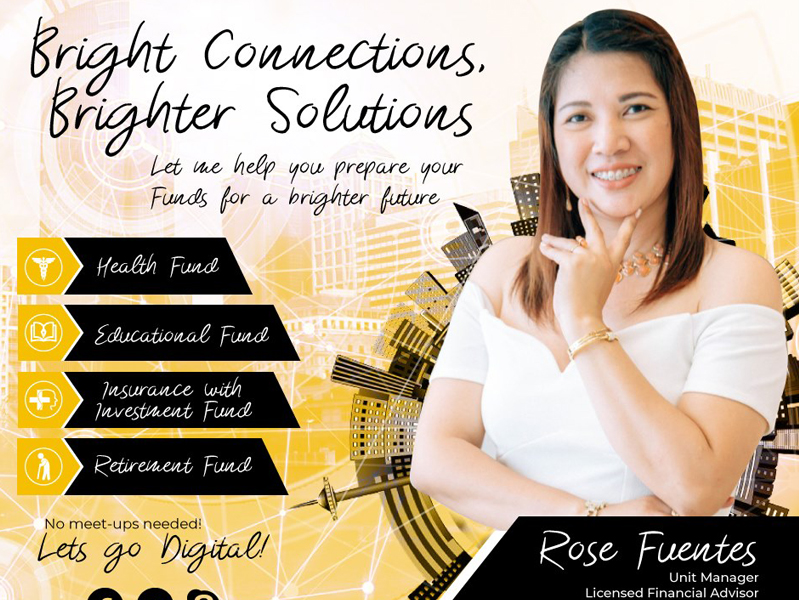 Bright Connections,
Brighter Solutions
Let me help you prepare your
Funds for a brighter future
Health Fund
Educational Fund
Insurance with
Investment Fund
Retirement Fund
No meet-ups needed!
Lets go Digital!
Rose Fuentes
Unit Manager
Licensed Financial Advisor